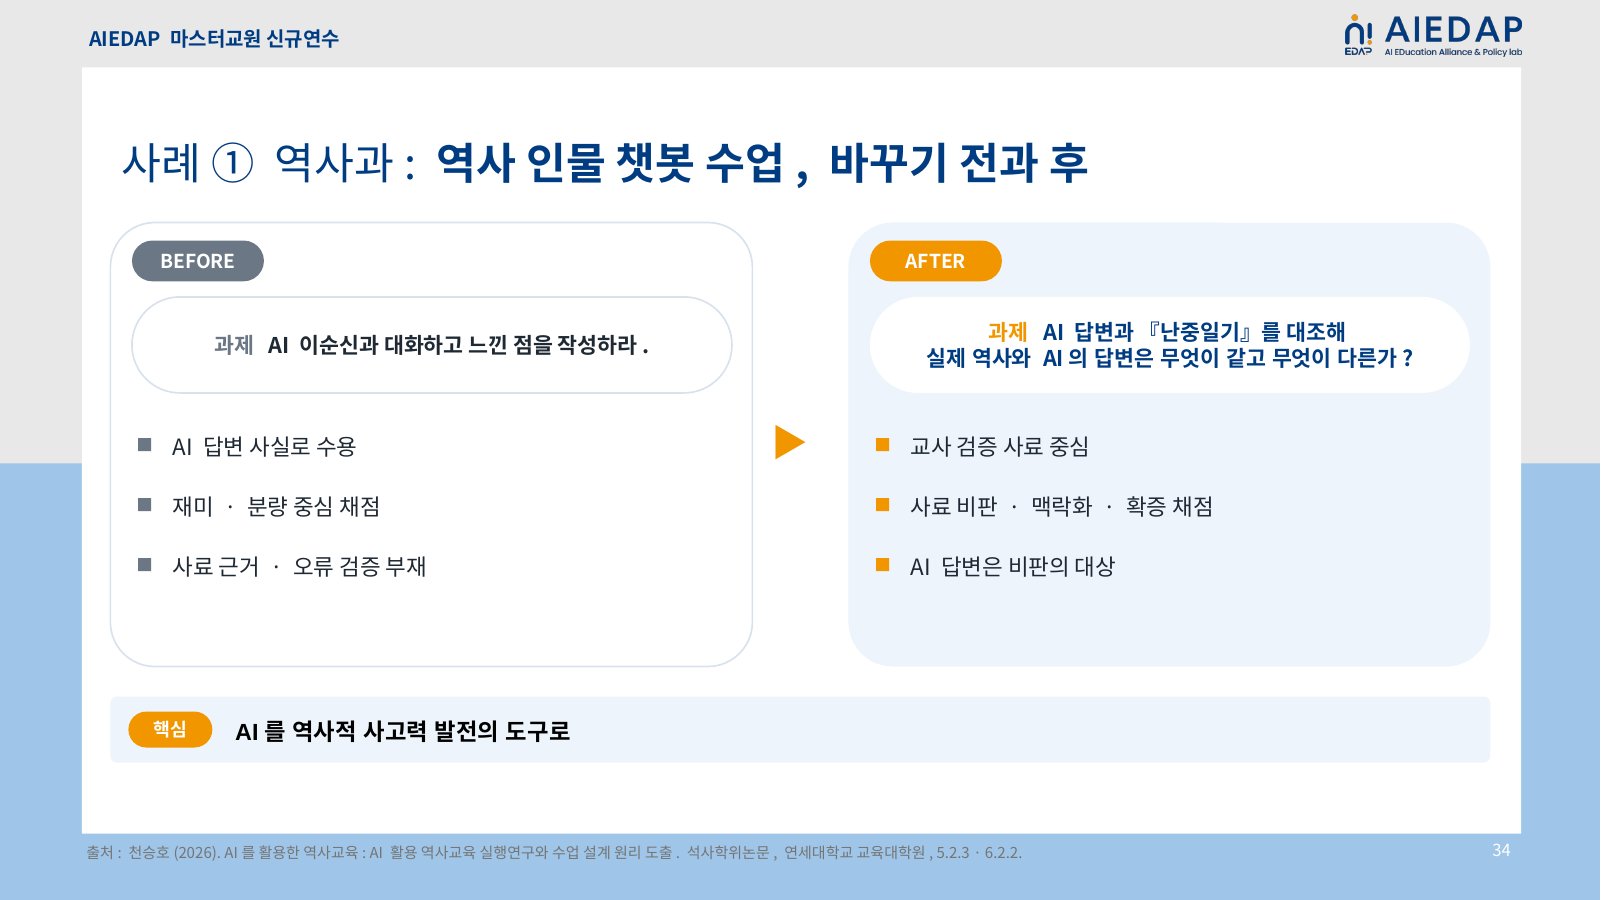 AIEDAP 마스터교원 신규연수
AIEDAP
EDAP
AI EDucation Alliance & Policy lab
사례 ① 역사과 : 역사 인물 챗봇 수업 , 바꾸기 전과 후
BEFORE
과제 AI 이순신과 대화하고 느낀 점을 작성하라 .
AI 답변 사실로 수용
재미 · 분량 중심 채점
사료 근거 · 오류 검증 부재
AFTER
과제 AI 답변과 『난중일기』를 대조해
실제 역사와 AI 의 답변은 무엇이 같고 무엇이 다른가 ?
교사 검증 사료 중심
사료 비판 · 맥락화 · 확증 채점
AI 답변은 비판의 대상
핵심 AI 를 역사적 사고력 발전의 도구로
출처 : 천승호 (2026). AI 를 활용한 역사교육 : AI 활용 역사교육 실행연구와 수업 설계 원리 도출 . 석사학위논문 , 연세대학교 교육대학원 , 5.2.3 · 6.2.2.
34